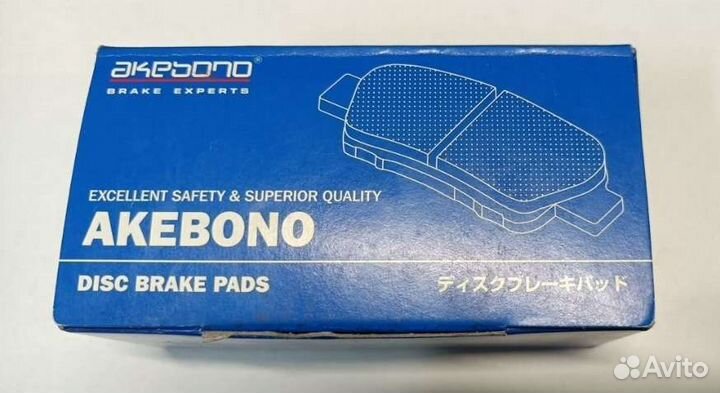 akebono®
BRAKE EXPERTS
EXCELLENT SAFETY & SUPERIOR QUALITY
AKEBONO
DISC BRAKE PADS
ディスクブレーキパッド
Avito